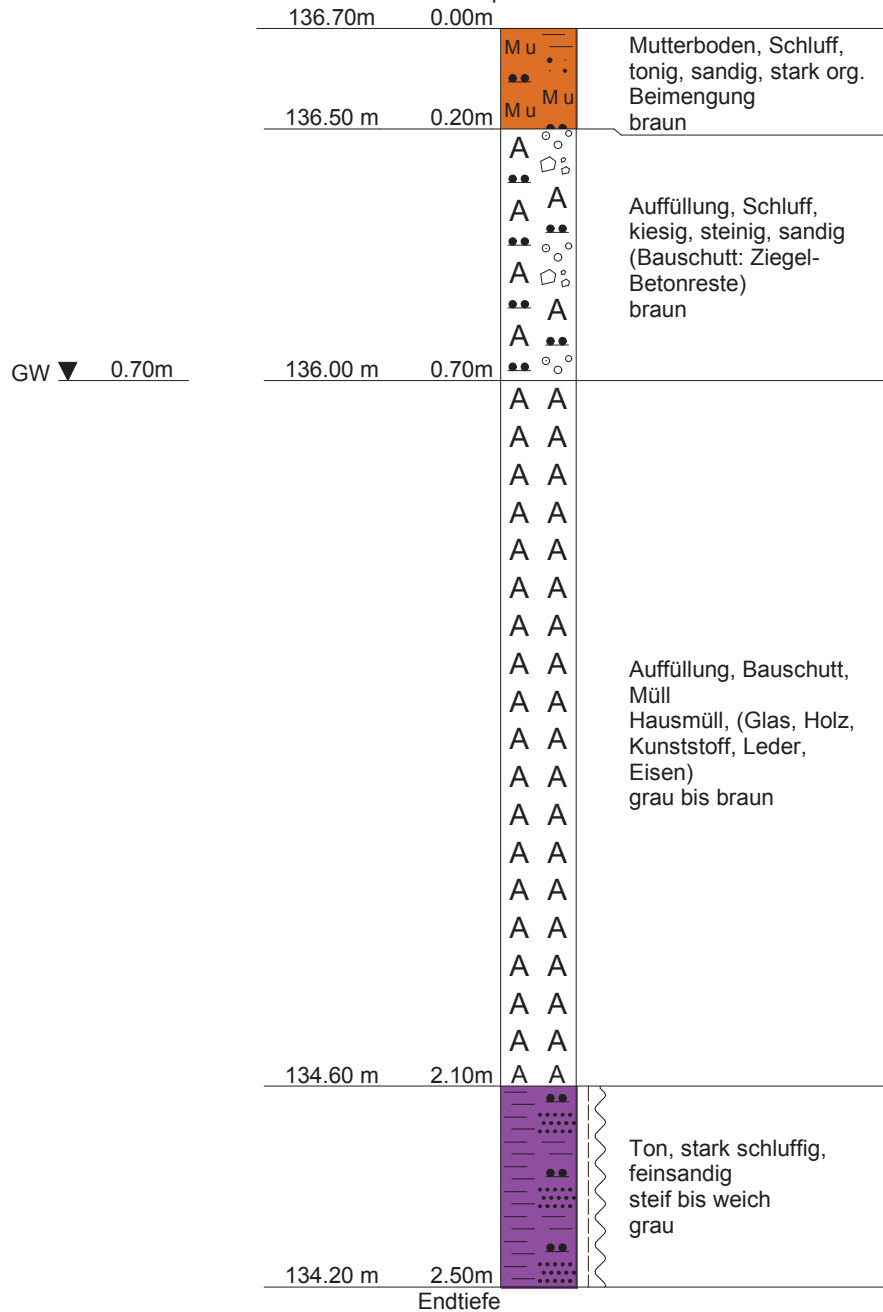 136.70m 0.00m
Mu
Mutterboden, Schluff,
tonig, sandig, stark org.
Mu
Beimengung
Mu
136.50 m 0.20m
braun
A
A
A
Auffüllung, Schluff,
kiesig, steinig, sandig
(Bauschutt: Ziegel-
A
Betonreste)
A
braun
A
GW 0.70m 136.00 m 0.70m
A A
A A
A A
A A
A A
A A
A A
A A
Auffüllung, Bauschutt,
Müll
A A
Hausmüll, (Glas, Holz,
A A
Kunststoff, Leder,
Eisen)
A A
grau bis braun
A A
A A
A A
A A
A A
A A
A A
134.60 m 2.10m A A
Ton, stark schluffig,
feinsandig
steif bis weich
grau
134.20 m 2.50m
Endtiefe